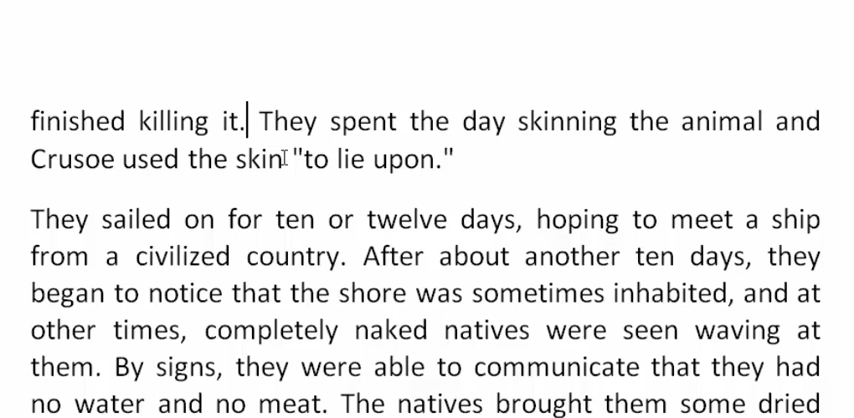 finished killing it. They spent the day skinning the animal and
Crusoe used the skin "to lie upon."
They sailed on for ten or twelve days, hoping to meet a ship
from a civilized country. After about another ten days, they
began to notice that the shore was sometimes inhabited, and at
other times, completely naked natives were seen waving at
them. By signs, they were able to communicate that they had
no water and no meat. The natives brought them some dried